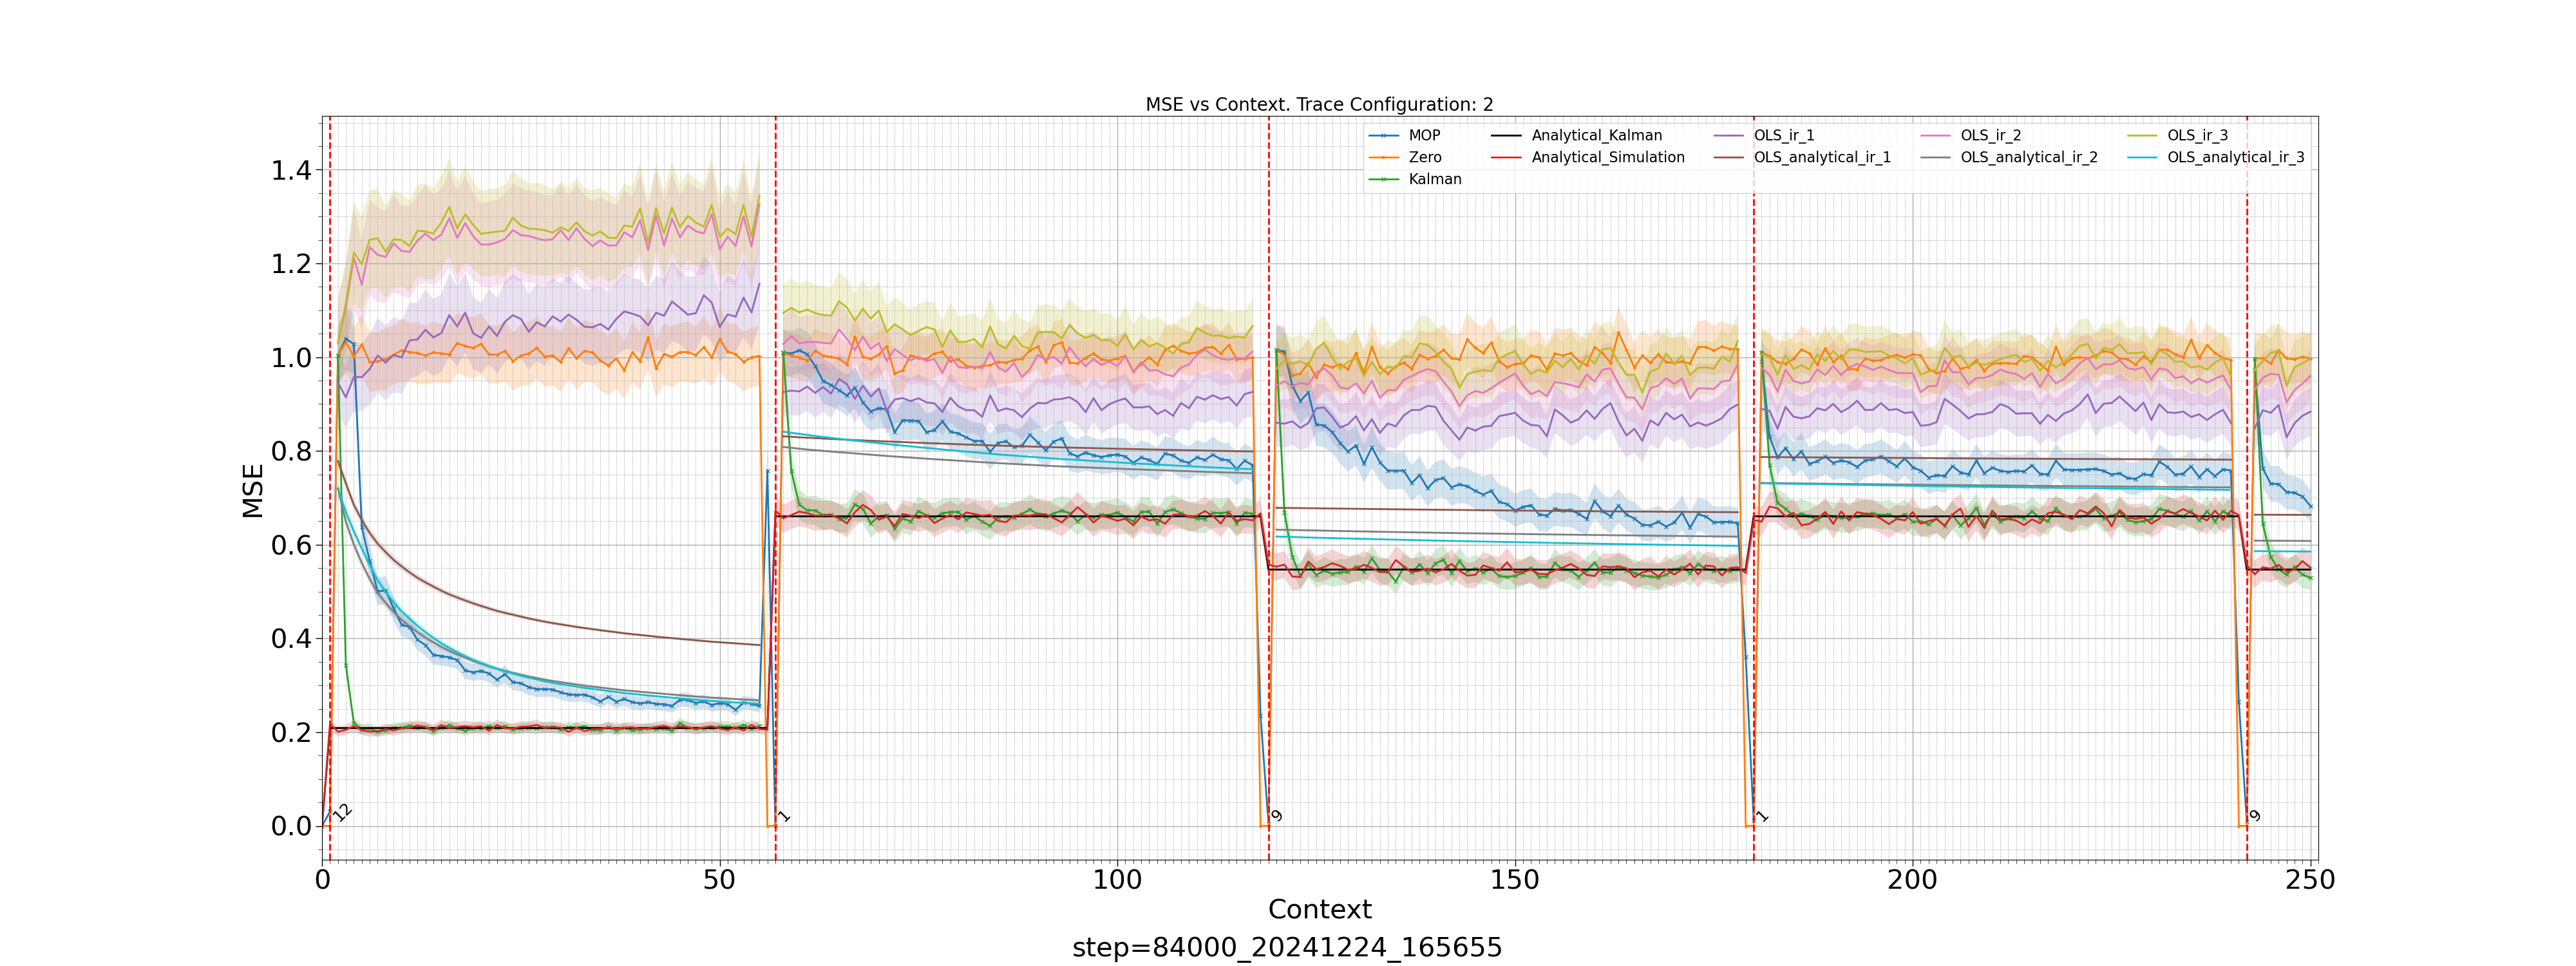 MSE vs Context. Trace Configuration: 2
MOP
Zero
Kalman
Analytical_Kalman
Analytical_Simulation
OLS_ir_1
OLS_analytical_ir_1
OLS_ir_2
OLS_analytical_ir_2
OLS_ir_3
OLS_analytical_ir_3
MSE
1.4
1.2
1.0
0.8
0.6
0.4
0.2
0.0
12
1
9
1
9
0
50
100
150
200
250
Context
step=84000_20241224_165655